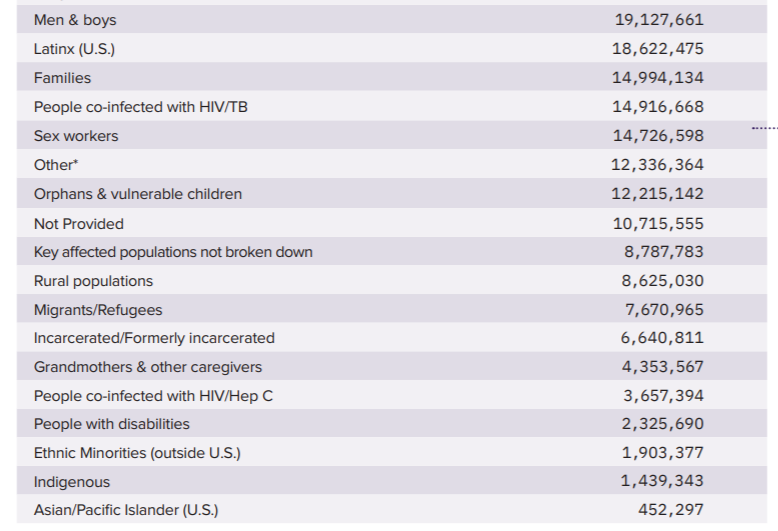 Men & boys 19,127,661
Latinx (U.S.) 18,622,475
Families 14,994,134
People co-infected with HIV/TB 14,916,668
Sex workers 14,726,598
Other* 12,336,364
Orphans & vulnerable children 12,215,142
Not Provided 10,715,555
Key affected populations not broken down 8,787,783
Rural populations 8,625,030
Migrants/Refugees 7,670,965
Incarcerated/Formerly incarcerated 6,640,811
Grandmothers & other caregivers 4,353,567
People co-infected with HIV/Hep C 3,657,394
People with disabilities 2,325,690
Ethnic Minorities (outside U.S.) 1,903,377
Indigenous 1,439,343
Asian/Pacific Islander (U.S.) 452,297